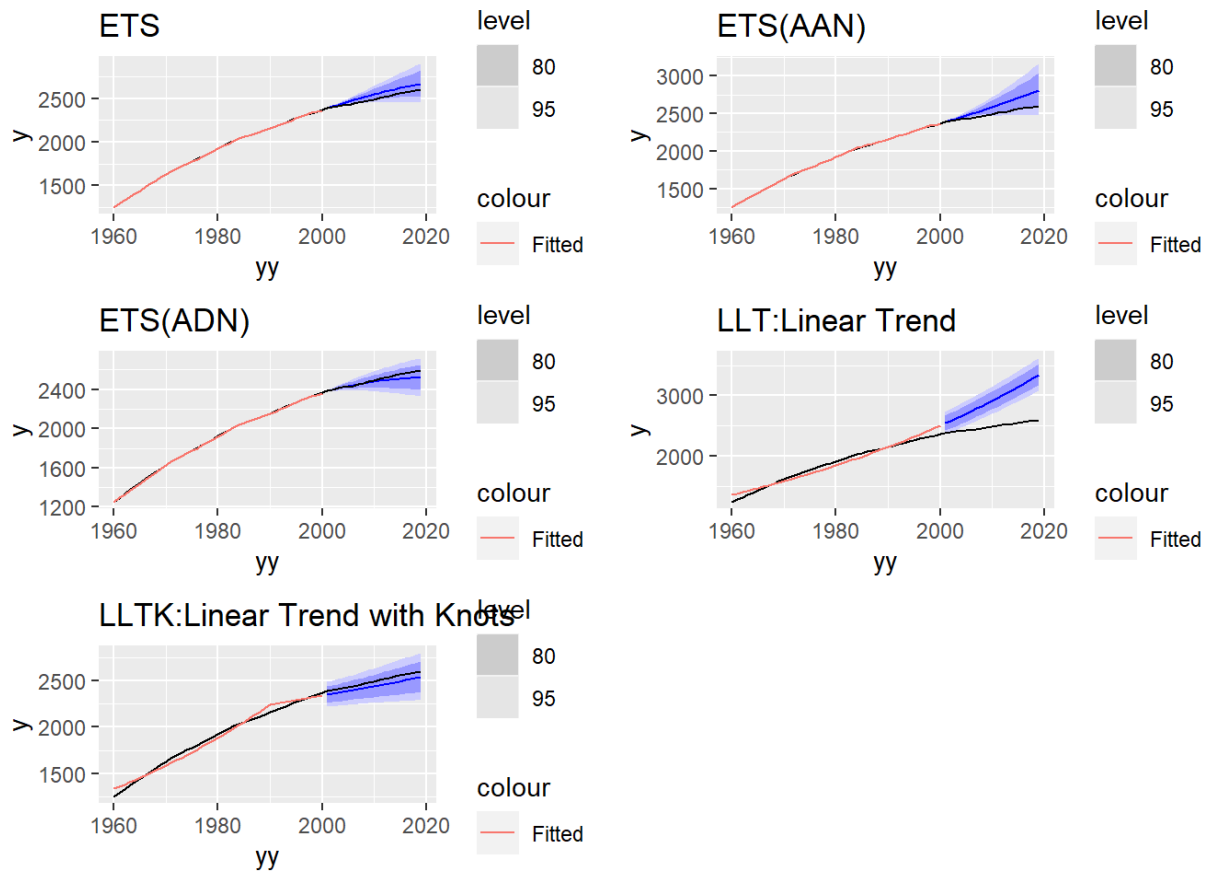 ETS
level
80
95
colour
Fitted
y
2500
2000
1500
1960 1980 2000 2020
yy
ETS(AAN)
level
80
95
colour
Fitted
y
3000
2500
2000
1500
1960 1980 2000 2020
yy
ETS(ADN)
level
80
95
colour
Fitted
y
2400
2000
1600
1200
1960 1980 2000 2020
yy
LLT:Linear Trend
level
80
95
colour
Fitted
y
3000
2000
1960 1980 2000 2020
yy
LLTK:Linear Trend with Knots
level
80
95
colour
Fitted
y
2500
2000
1500
1960 1980 2000 2020
yy